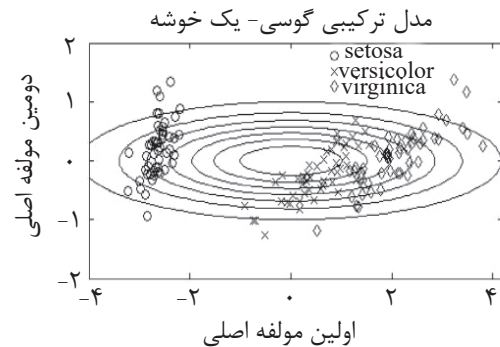 مدل ترکیبی گوسی- یک خوشه
setosa
versicolor
virginica
دومین مولفه اصلی
۲
۱
۰
-۱
-۲
-۴
-۲
۰
۲
۴
اولین مولفه اصلی